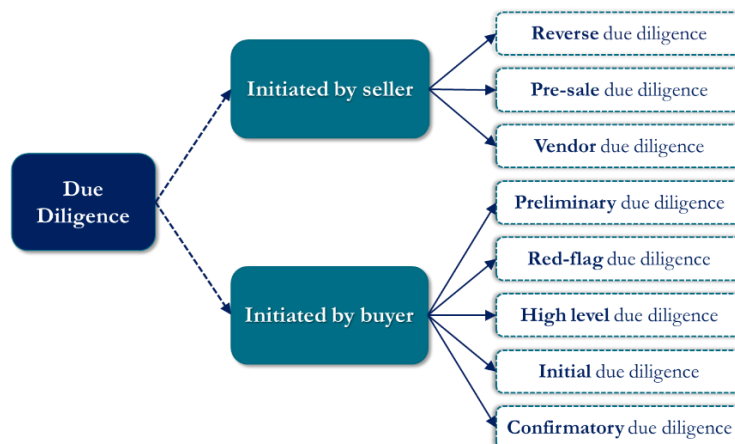 Due
Diligence
Initiated by seller
Reverse due diligence
Pre-sale due diligence
Vendor due diligence
Initiated by buyer
Preliminary due diligence
Red-flag due diligence
High level due diligence
Initial due diligence
Confirmatory due diligence